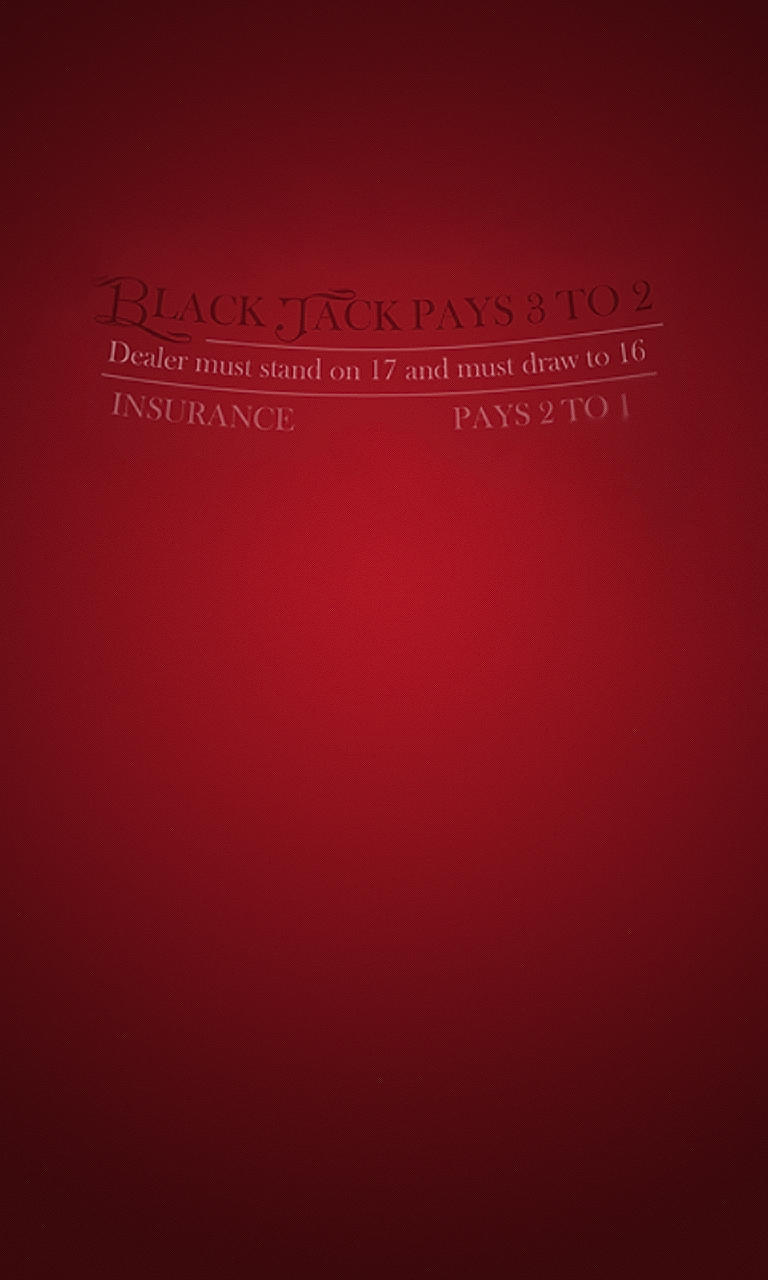 BLACK JACK PAYS 3 TO 2
Dealer must stand on 17 and must draw to 16
INSURANCE PAYS 2 TO 1